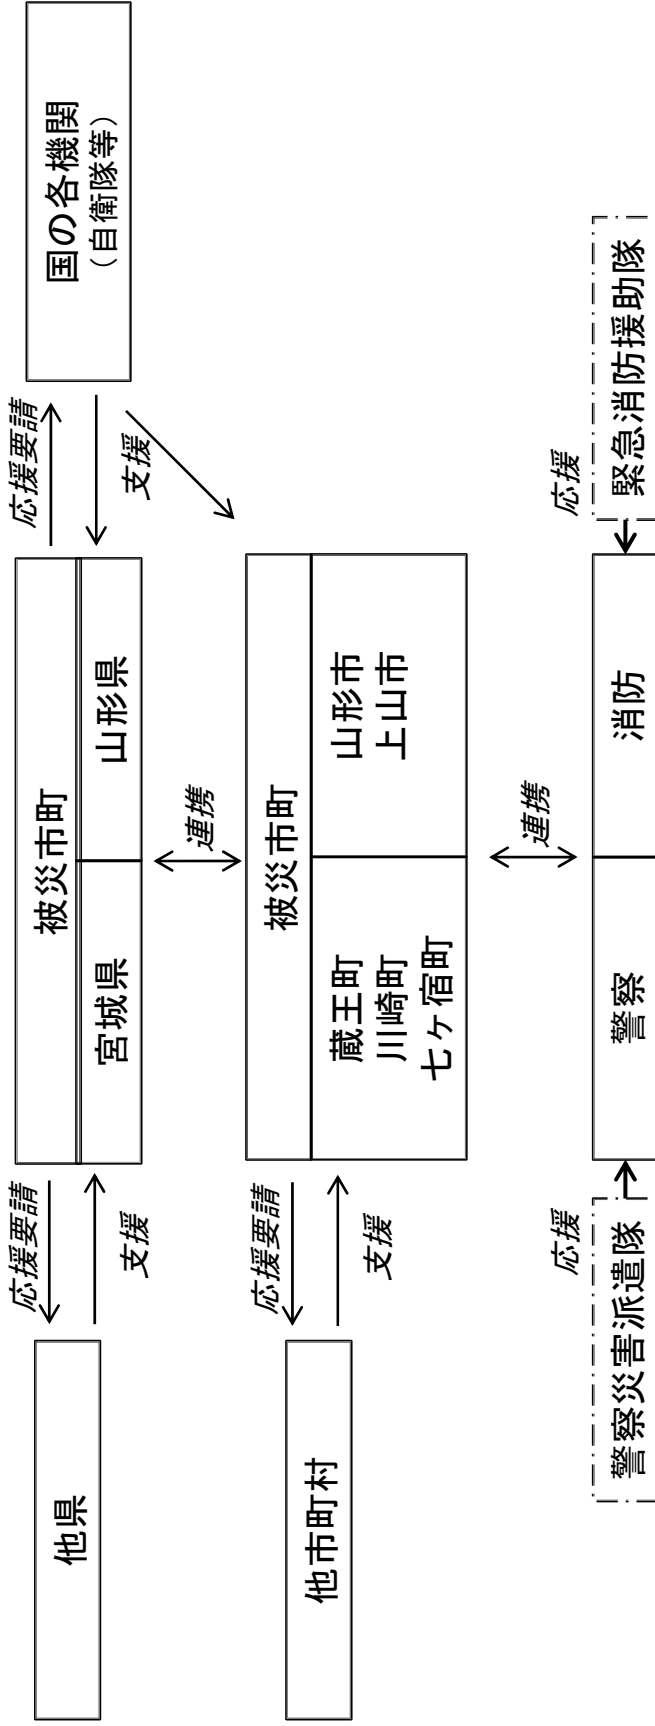 被災市町
宮城県
山形県
応援要請
支援
他県
応援要請
支援
国の各機関
（自衛隊等）
連携
被災市町
蔵王町
川崎町
七ヶ宿町
山形市
上山市
応援要請
支援
他市町村
連携
警察
消防
応援
警察災害派遣隊
応援
緊急消防援助隊